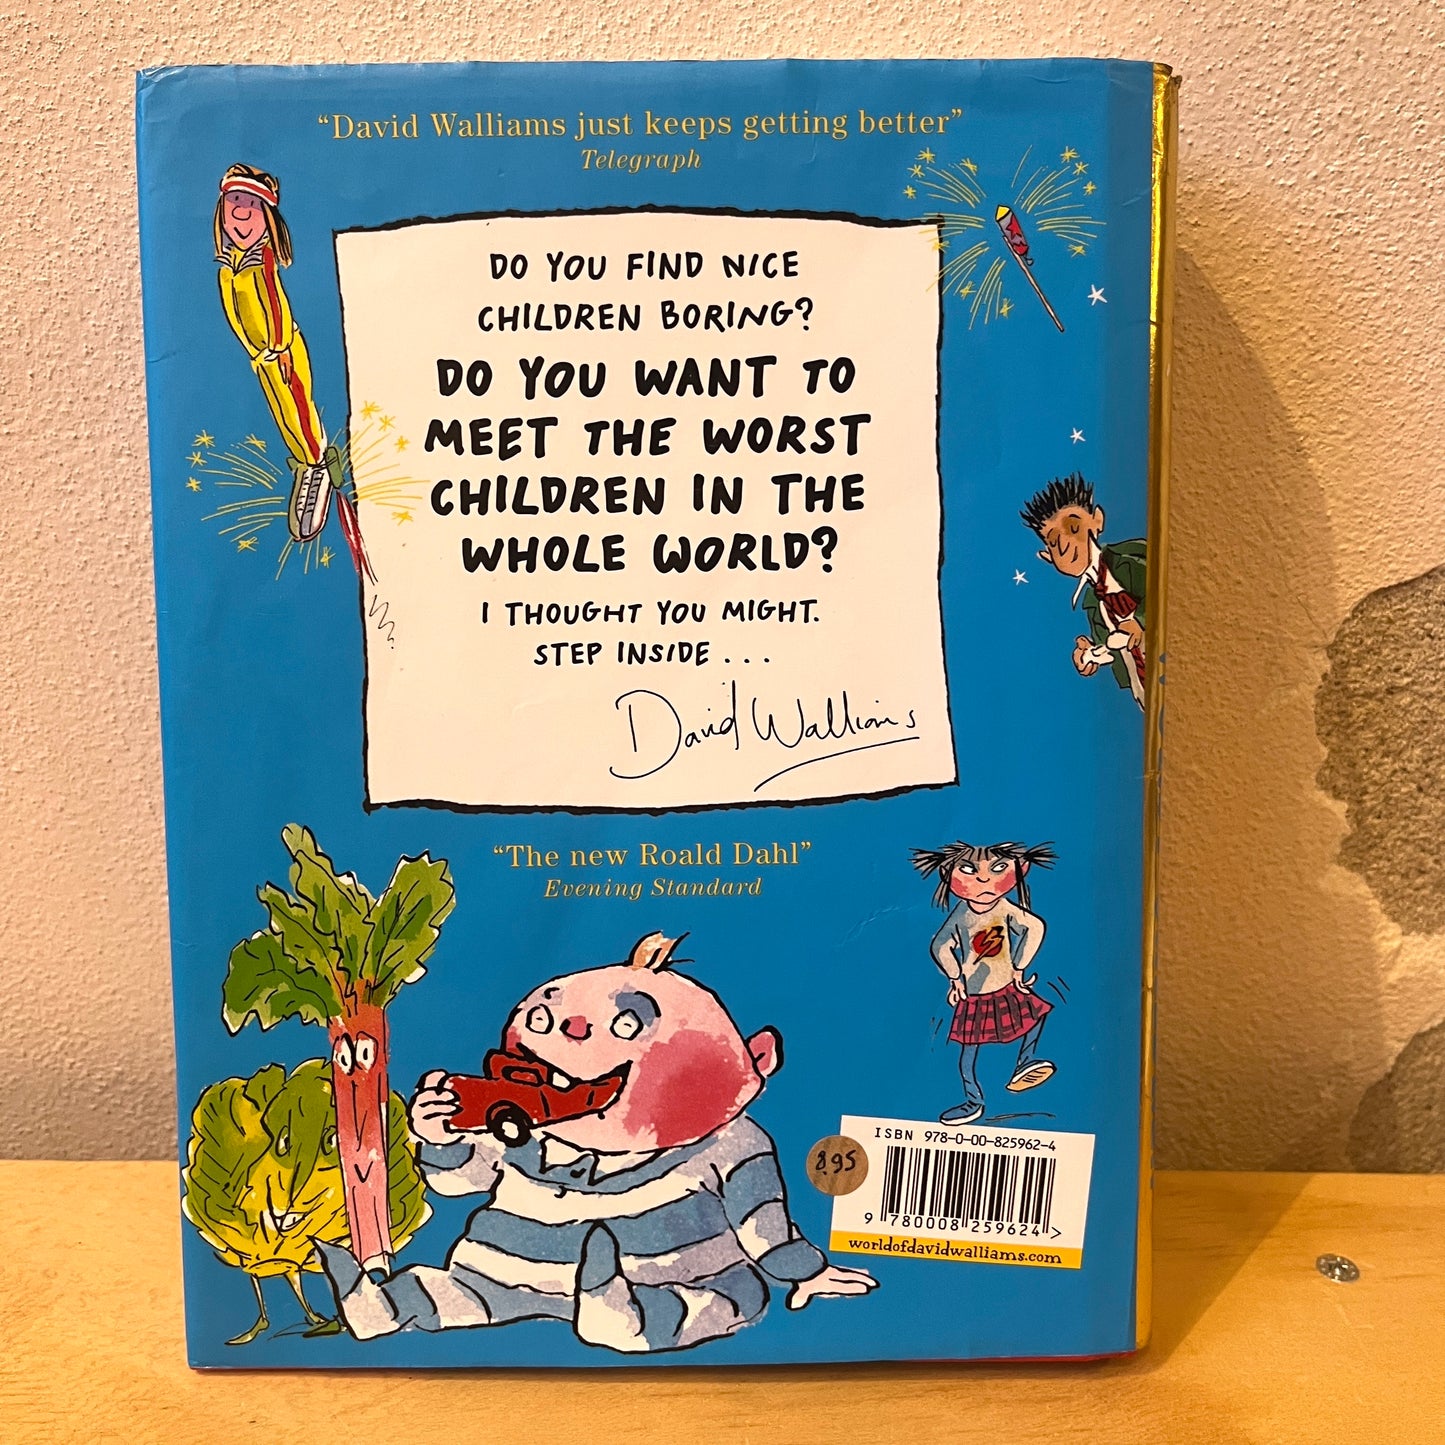 “David Walliams just keeps getting better”
Telegraph
DO YOU FIND NICE
CHILDREN BORING?
DO YOU WANT TO
MEET THE WORST
CHILDREN IN THE
WHOLE WORLD?
I THOUGHT YOU MIGHT.
STEP INSIDE ...
David Walliams
“The new Roald Dahl”
Evening Standard
8.95
ISBN 978-0-00-825962-4
9 780008 259624 >
worldofdavidwalliams.com